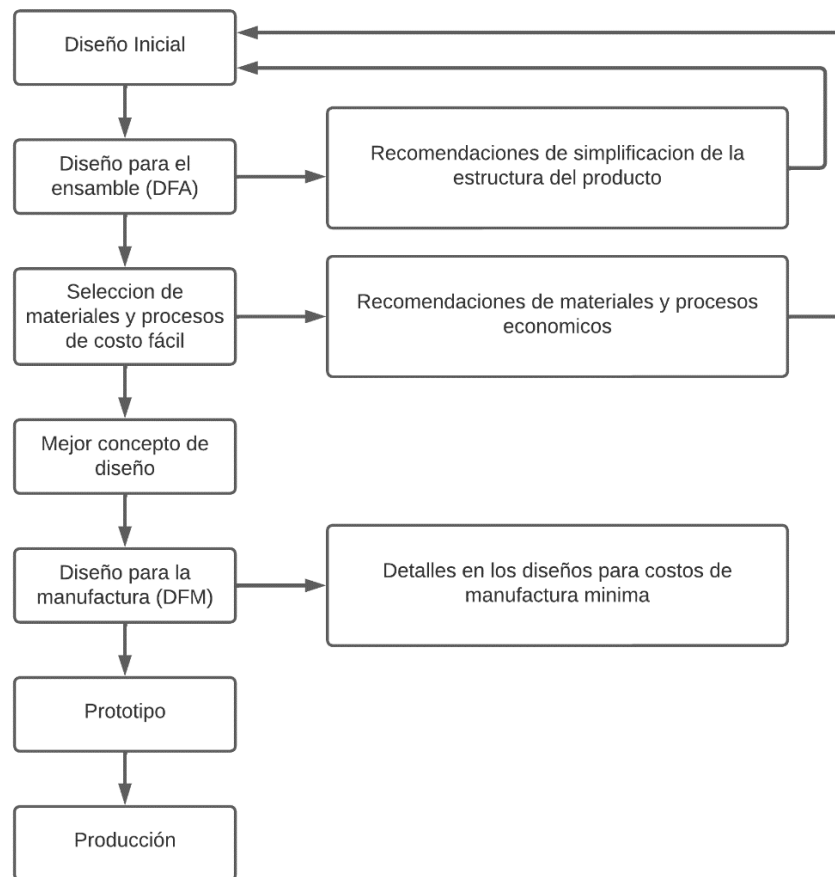 Diseño Inicial
Diseño para el
ensamble (DFA)
Recomendaciones de simplificacion de la
estructura del producto
Seleccion de
materiales y procesos
de costo fácil
Recomendaciones de materiales y procesos
economicos
Mejor concepto de
diseño
Diseño para la
manufactura (DFM)
Detalles en los diseños para costos de
manufactura minima
Prototipo
Producción